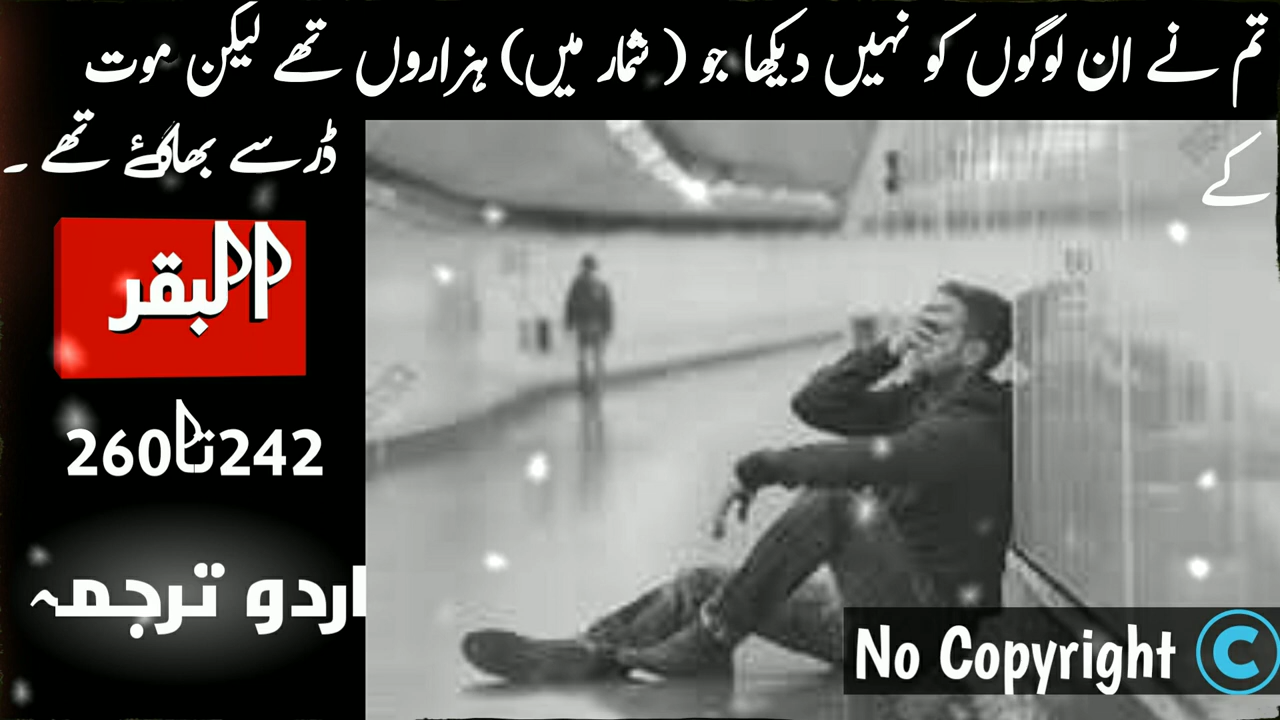 تم نے ان لوگوں کو نہیں دیکھا جو ( شمار میں) ہزاروں تھے لیکن موت
کے ڈر سے بھاگئے تھے ۔
البقر
242تا260
اردو ترجمہ
No Copyright ©